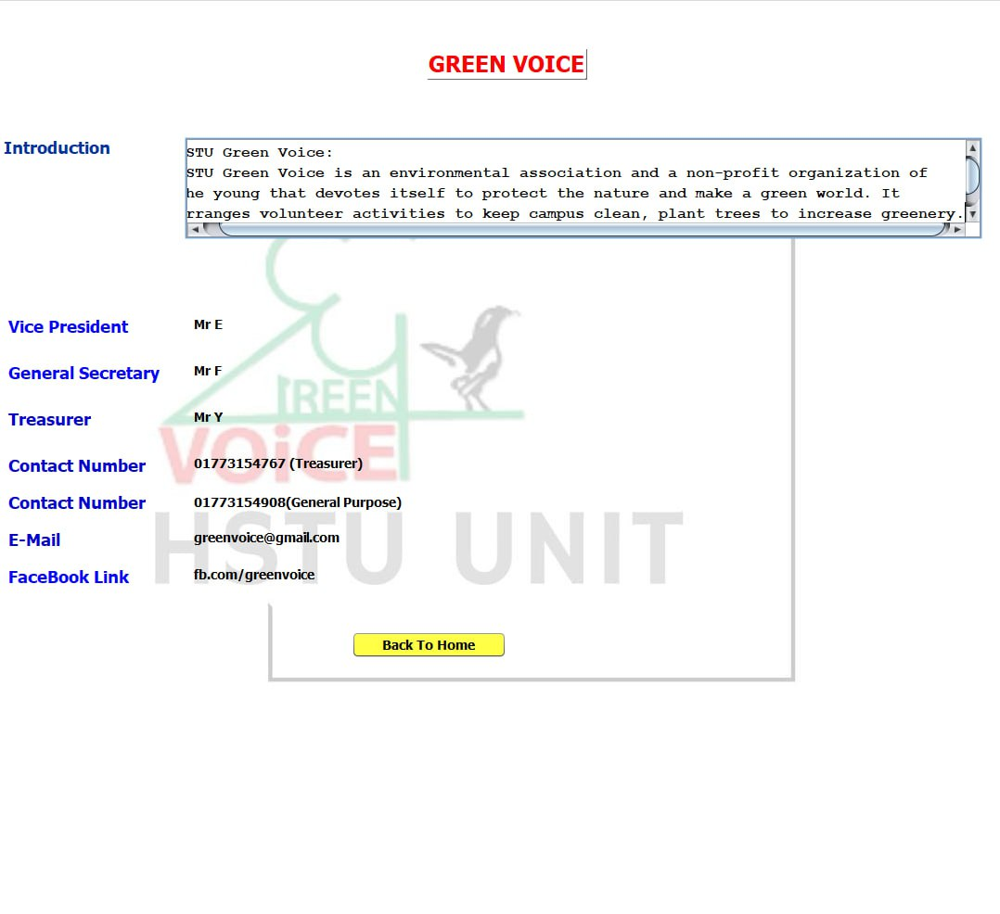 GREEN VOICE
Introduction
STU Green Voice:
STU Green Voice is an environmental association and a non-profit organization of
he young that devotes itself to protect the nature and make a green world. It
rranges volunteer activities to keep campus clean, plant trees to increase greenery.
Vice President Mr E
General Secretary Mr F
REEN
Treasurer Mr Y
VOiCE
Contact Number 01773154767 (Treasurer)
Contact Number 01773154908(General Purpose)
HSTU UNIT
E-Mail greenvoice@gmail.com
FaceBook Link fb.com/greenvoice
Back To Home